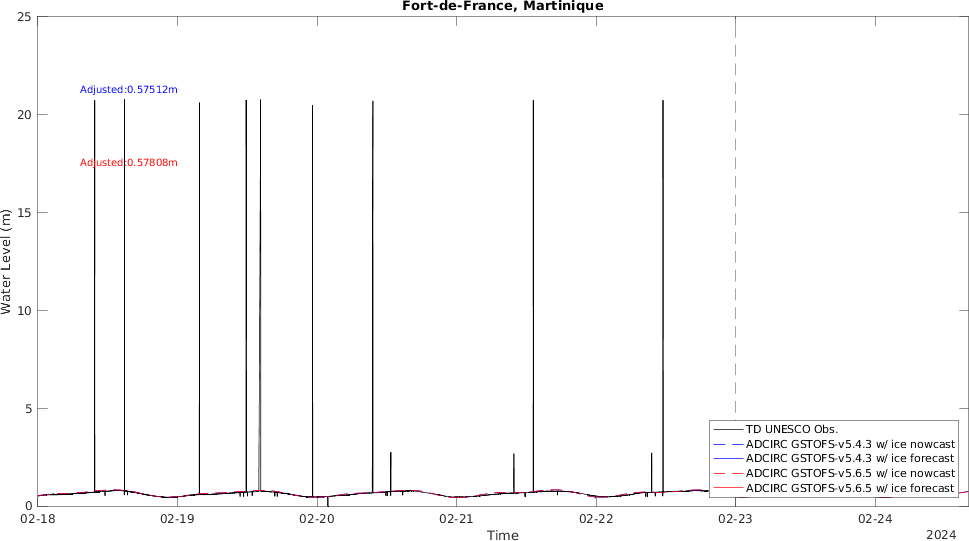 Fort-de-France, Martinique
25
20
15
10
5
0
Water Level (m)
Adjusted:0.57512m
Adjusted:0.57808m
TD UNESCO Obs.
ADCIRC GSTOFS-v5.4.3 w/ ice nowcast
ADCIRC GSTOFS-v5.4.3 w/ ice forecast
ADCIRC GSTOFS-v5.6.5 w/ ice nowcast
ADCIRC GSTOFS-v5.6.5 w/ ice forecast
02-18 02-19 02-20 02-21 02-22 02-23 02-24
Time
2024